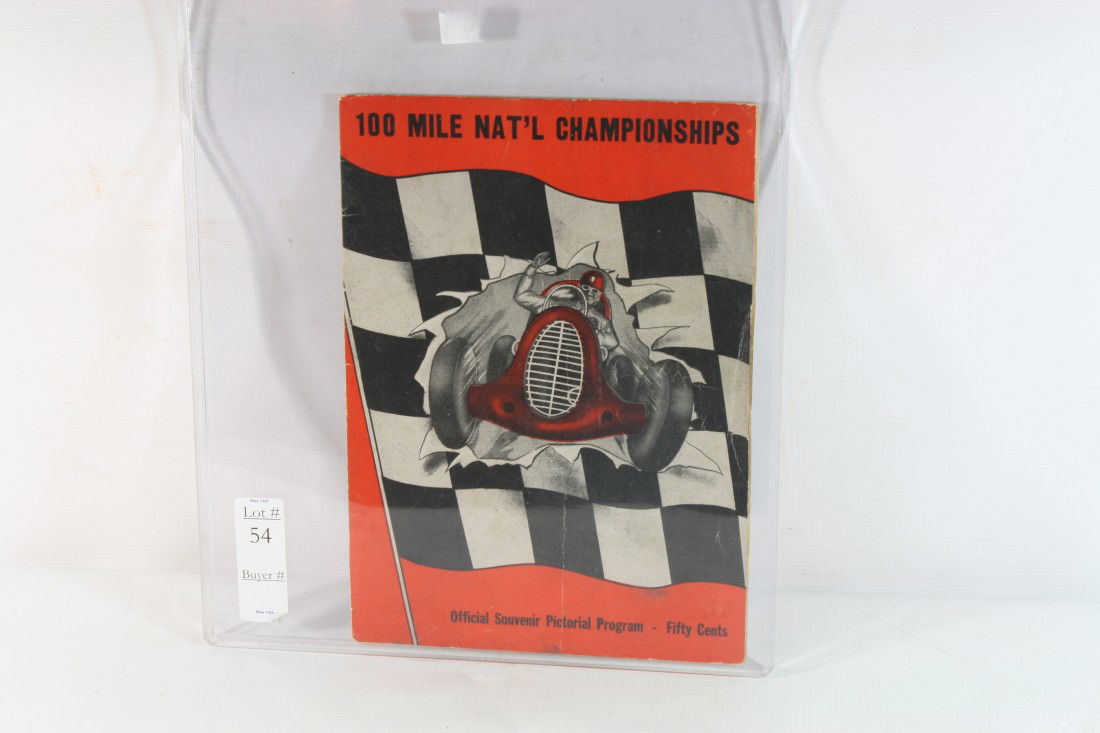 100 MILE NAT'L CHAMPIONSHIPS
Official Souvenir Pictorial Program - Fifty Cents
Lot #
54
Buyer #